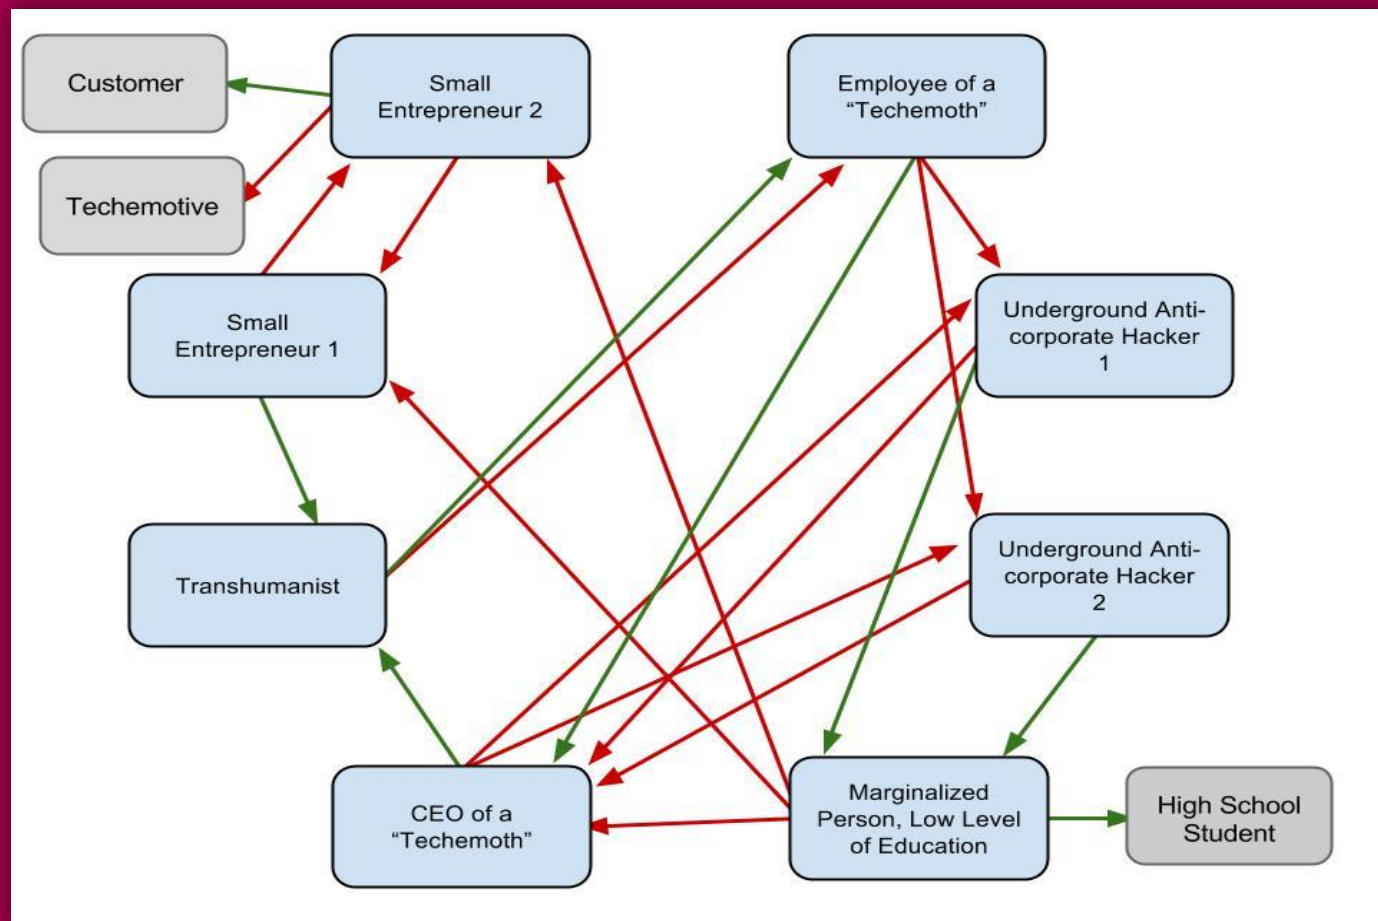 Customer
Small
Entrepreneur 2
Employee of a
“Techemoth”
Techemotive
Small
Entrepreneur 1
Underground Anti-
corporate Hacker
1
Transhumanist
Underground Anti-
corporate Hacker
2
CEO of a
“Techemoth”
Marginalized
Person, Low Level
of Education
High School
Student